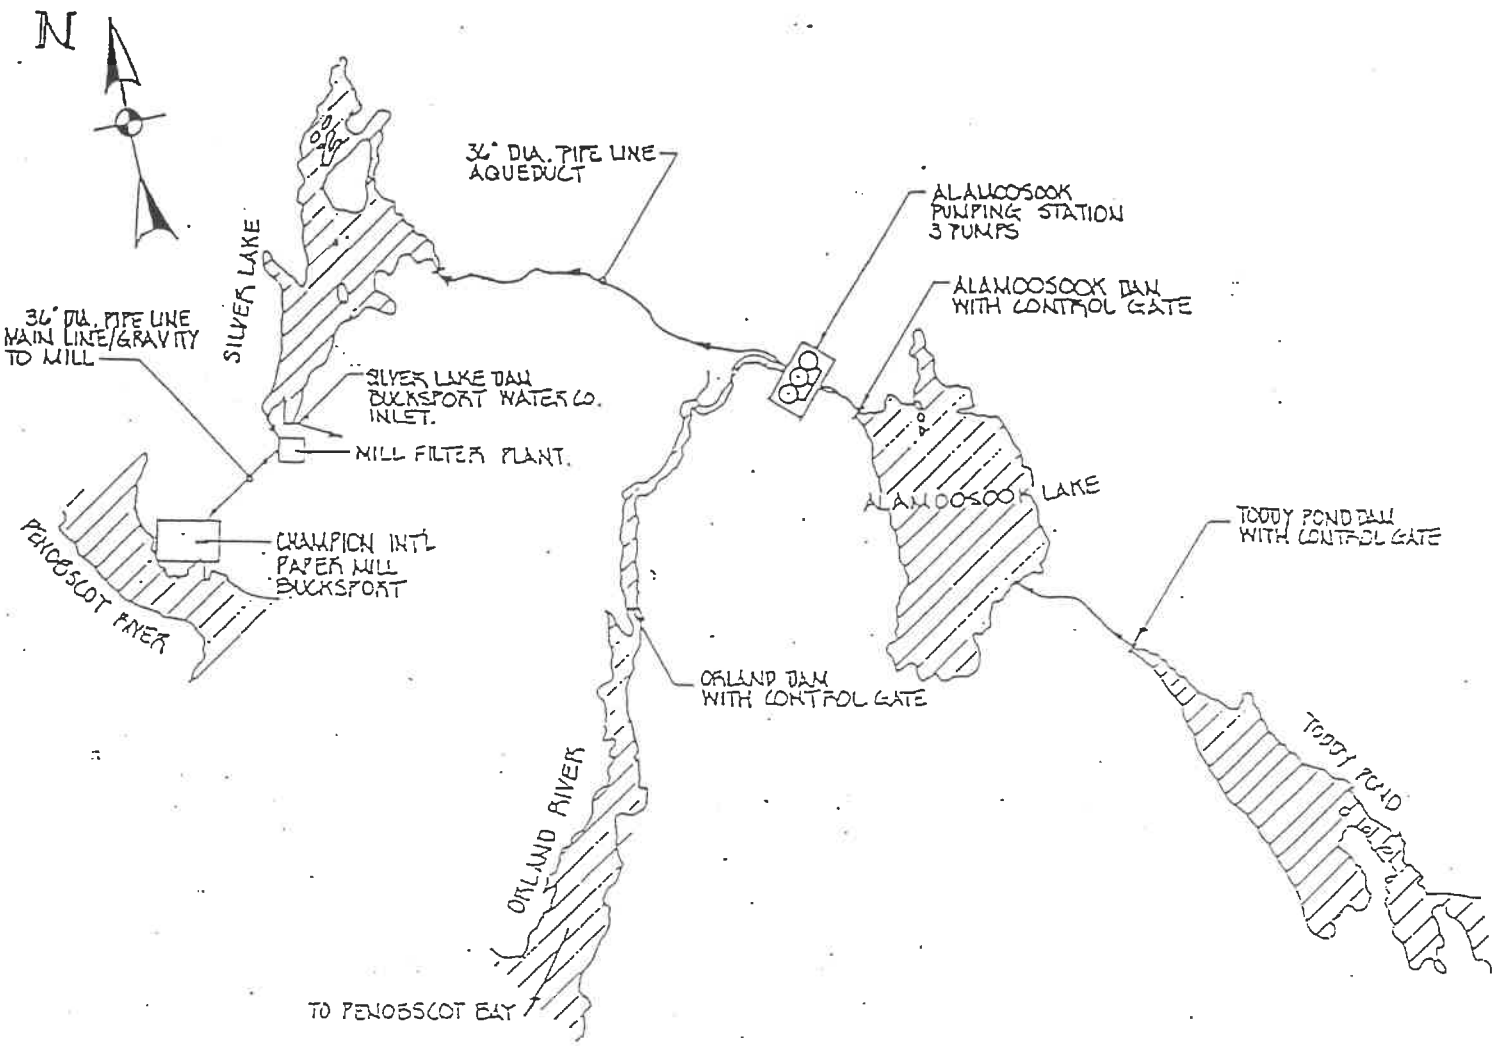 N
36" DIA. PIPE LINE
AQUEDUCT
ALAMOOSOOK
PUMPING STATION
3 PUMPS
ALAMOOSOOK DAM
WITH CONTROL GATE
SILVER LAKE
36" DIA. PIPE LINE
MAIN LINE/GRAVITY
TO MILL
SILVER LAKE DAM
BUCKSPORT WATER CO.
INLET.
MILL FILTER PLANT.
ALAMOOSOOK LAKE
TODDY POND DAM
WITH CONTROL GATE
PENOBSCOT RIVER
CHAMPION INT'L
PAPER MILL
BUCKSPORT
ORLAND DAM
WITH CONTROL GATE
TODDY POND
ORLAND RIVER
TO PENOBSCOT BAY